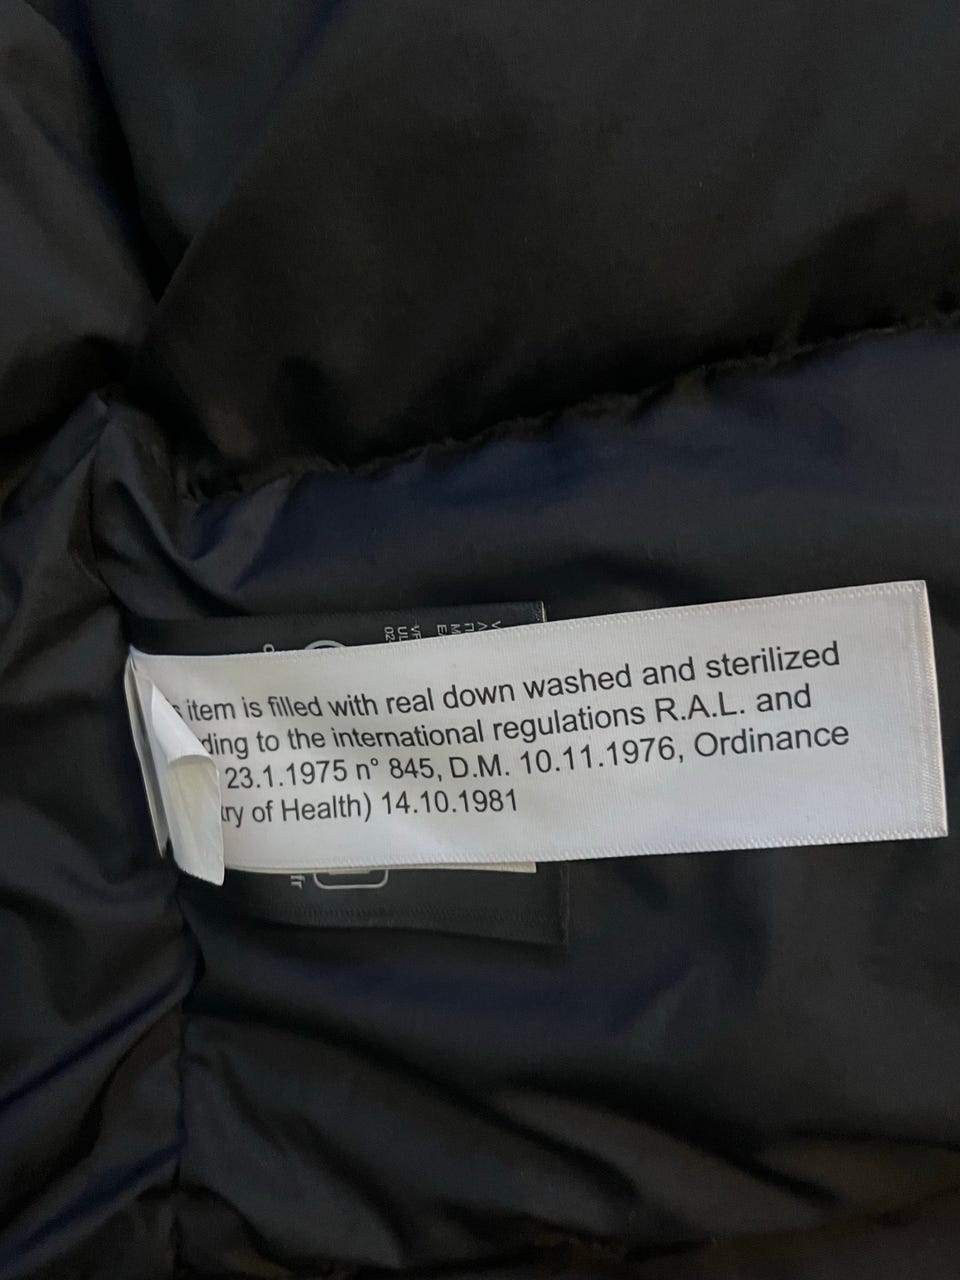 item is filled with real down washed and sterilized
ding to the international regulations R.A.L. and
23.1.1975 n° 845, D.M. 10.11.1976, Ordinance
ry of Health) 14.10.1981
fr